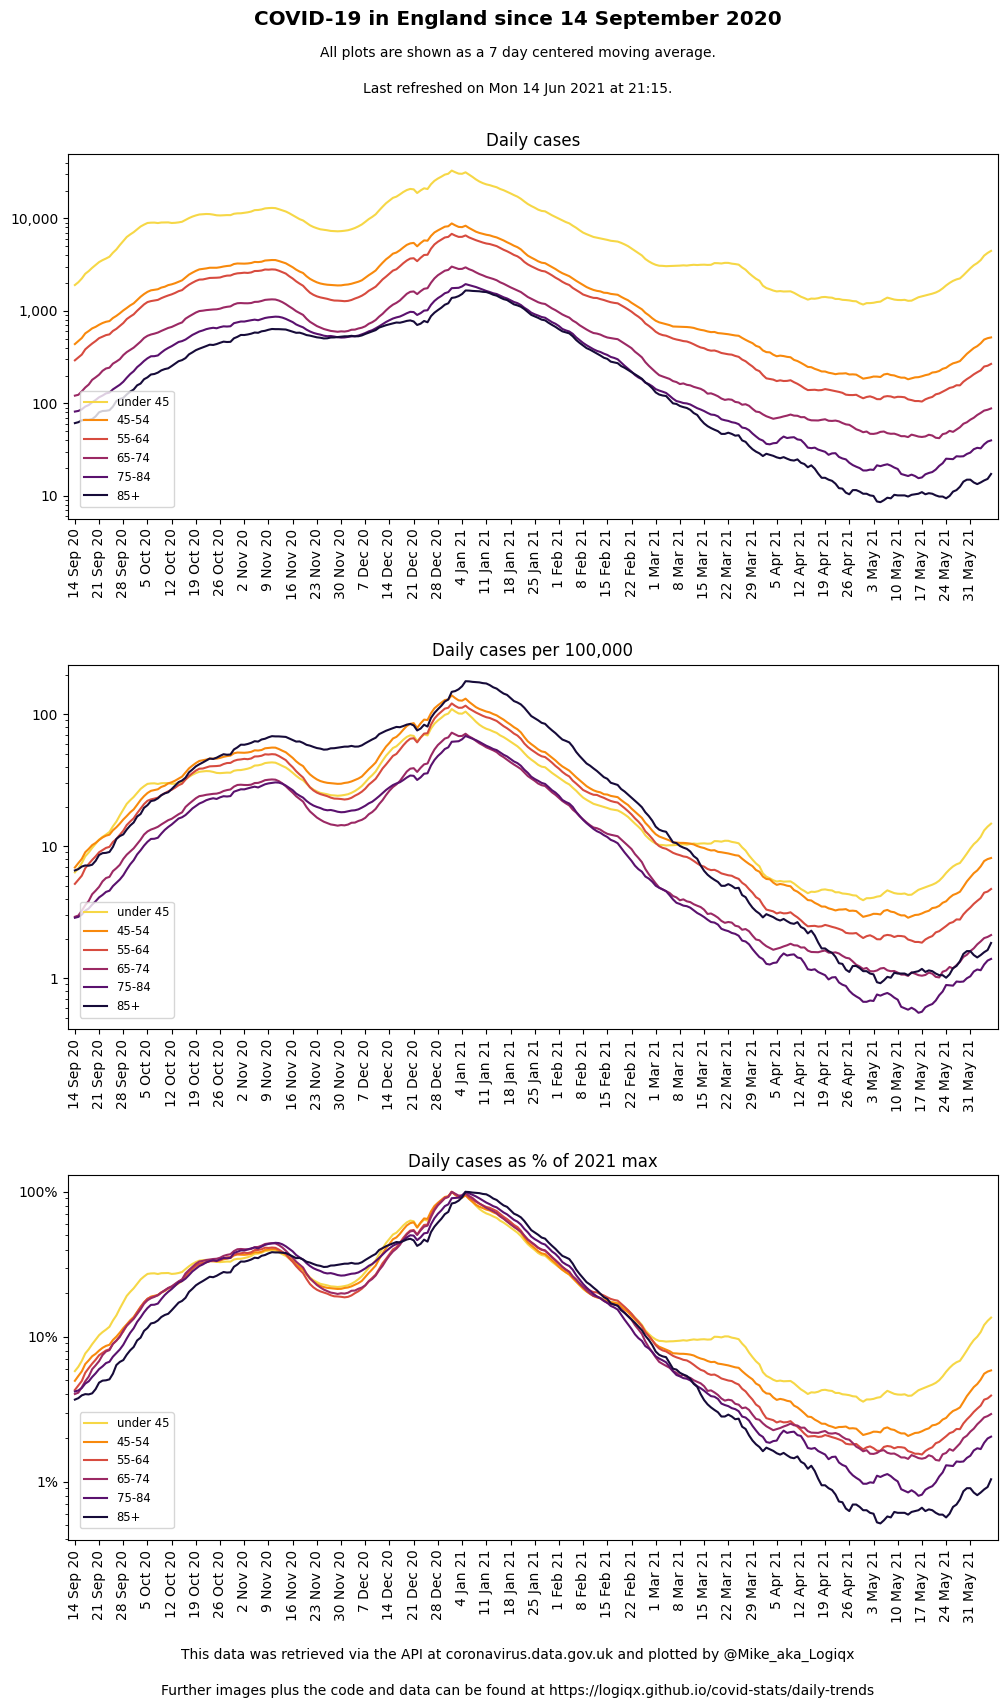 COVID-19 in England since 14 September 2020
All plots are shown as a 7 day centered moving average.
Last refreshed on Mon 14 Jun 2021 at 21:15.
Daily cases
10,000
1,000
100
10
under 45
45-54
55-64
65-74
75-84
85+
14 Sep 20
21 Sep 20
28 Sep 20
5 Oct 20
12 Oct 20
19 Oct 20
26 Oct 20
2 Nov 20
9 Nov 20
16 Nov 20
23 Nov 20
30 Nov 20
7 Dec 20
14 Dec 20
21 Dec 20
28 Dec 20
4 Jan 21
11 Jan 21
18 Jan 21
25 Jan 21
1 Feb 21
8 Feb 21
15 Feb 21
22 Feb 21
1 Mar 21
8 Mar 21
15 Mar 21
22 Mar 21
29 Mar 21
5 Apr 21
12 Apr 21
19 Apr 21
26 Apr 21
3 May 21
10 May 21
17 May 21
24 May 21
31 May 21
Daily cases per 100,000
100
10
1
under 45
45-54
55-64
65-74
75-84
85+
14 Sep 20
21 Sep 20
28 Sep 20
5 Oct 20
12 Oct 20
19 Oct 20
26 Oct 20
2 Nov 20
9 Nov 20
16 Nov 20
23 Nov 20
30 Nov 20
7 Dec 20
14 Dec 20
21 Dec 20
28 Dec 20
4 Jan 21
11 Jan 21
18 Jan 21
25 Jan 21
1 Feb 21
8 Feb 21
15 Feb 21
22 Feb 21
1 Mar 21
8 Mar 21
15 Mar 21
22 Mar 21
29 Mar 21
5 Apr 21
12 Apr 21
19 Apr 21
26 Apr 21
3 May 21
10 May 21
17 May 21
24 May 21
31 May 21
Daily cases as % of 2021 max
100%
10%
1%
under 45
45-54
55-64
65-74
75-84
85+
14 Sep 20
21 Sep 20
28 Sep 20
5 Oct 20
12 Oct 20
19 Oct 20
26 Oct 20
2 Nov 20
9 Nov 20
16 Nov 20
23 Nov 20
30 Nov 20
7 Dec 20
14 Dec 20
21 Dec 20
28 Dec 20
4 Jan 21
11 Jan 21
18 Jan 21
25 Jan 21
1 Feb 21
8 Feb 21
15 Feb 21
22 Feb 21
1 Mar 21
8 Mar 21
15 Mar 21
22 Mar 21
29 Mar 21
5 Apr 21
12 Apr 21
19 Apr 21
26 Apr 21
3 May 21
10 May 21
17 May 21
24 May 21
31 May 21
This data was retrieved via the API at coronavirus.data.gov.uk and plotted by @Mike_aka_Logiqx
Further images plus the code and data can be found at https://logiqx.github.io/covid-stats/daily-trends